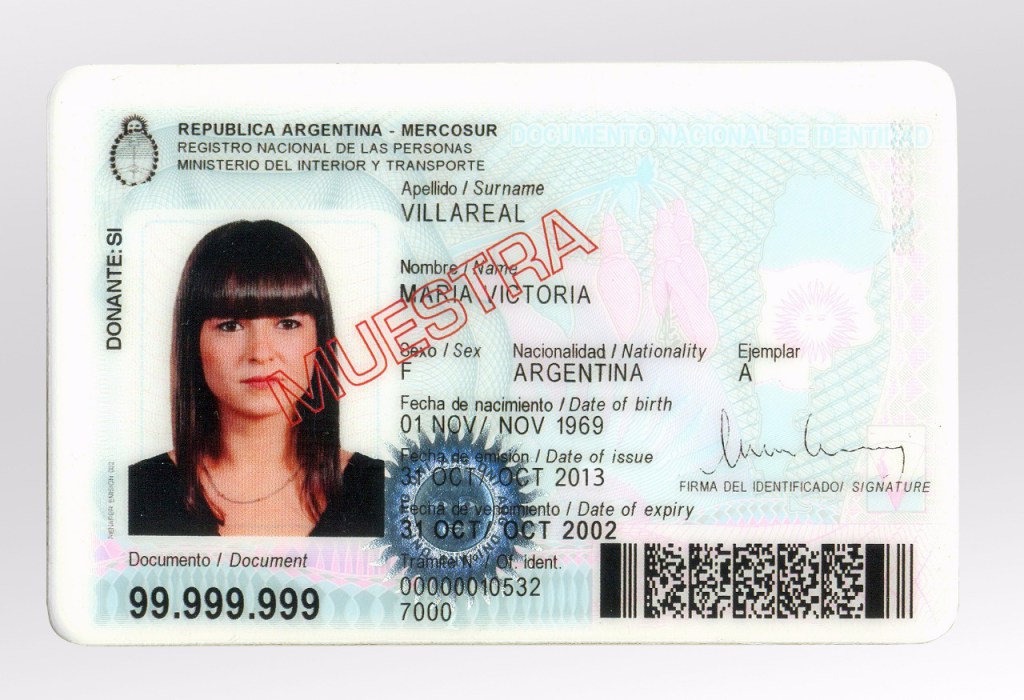 REPUBLICA ARGENTINA - MERCOSUR
REGISTRO NACIONAL DE LAS PERSONAS
MINISTERIO DEL INTERIOR Y TRANSPORTE
DOCUMENTO NACIONAL DE IDENTIDAD
DONANTE: SI
Apellido / Surname
VILLAREAL
Nombre / Name
MARIA VICTORIA
MUESTRA
Sexo / Sex Nacionalidad / Nationality Ejemplar
F ARGENTINA A
Fecha de nacimiento / Date of birth
01 NOV/ NOV 1969
Fecha de emisión / Date of issue
31 OCT/ OCT 2013
FIRMA DEL IDENTIFICADO/ SIGNATURE
Fecha de vencimiento / Date of expiry
31 OCT/ OCT 2002
Documento / Document
99.999.999
Tramite Nº / Of. ident.
00000010532
7000